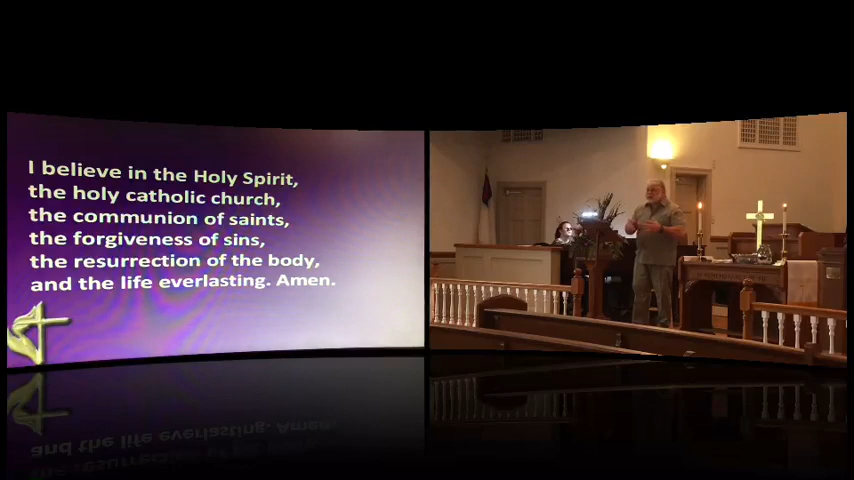 I believe in the Holy Spirit,
the holy catholic church,
the communion of saints,
the forgiveness of sins,
the resurrection of the body,
and the life everlasting. Amen.